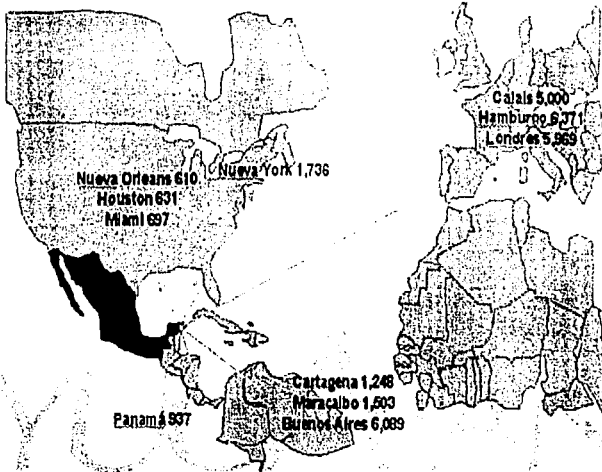 Calais 5,000
Hamburgo 6,371
Londres 5,869
Nueva York 1,736
Nueva Orleans 610
Houston 631
Miami 697
Cartagena 1,248
Maracaibo 1,503
Buenos Aires 6,089
Panamá 937